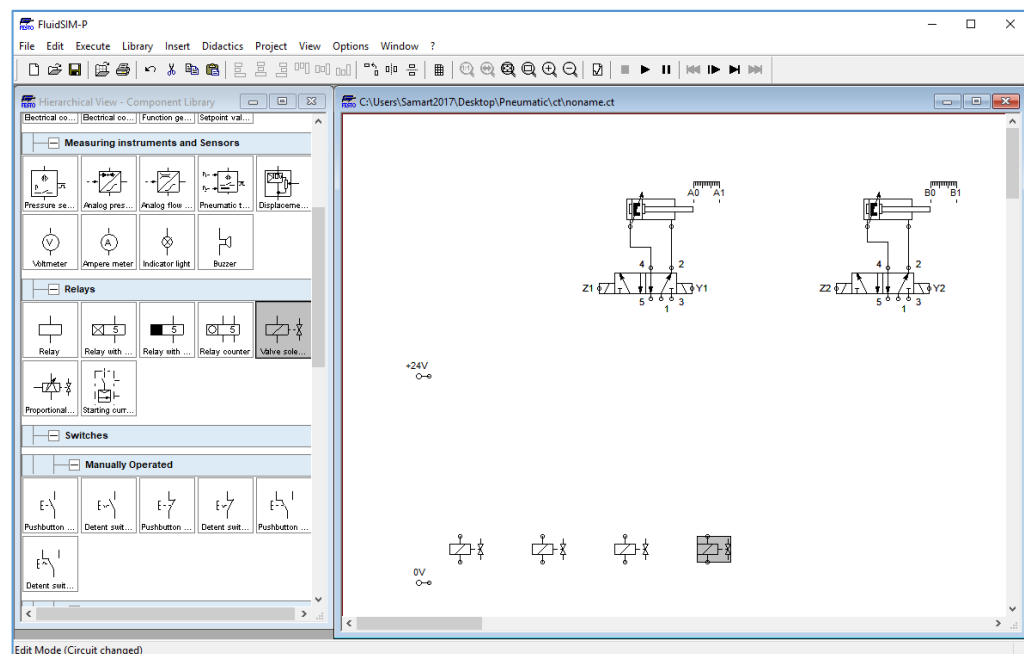 FluidSIM-P
File Edit Execute Library Insert Didactics Project View Options Window ?
Hierarchical View - Component Library
Electrical co... Electrical co... Function ge... Setpoint val...
Measuring instruments and Sensors
Pressure se... Analog pres... Analog flow ... Pneumatic t... Displaceme...
V A
Voltmeter Ampere meter Indicator light Buzzer
Relays
5 5 5
Relay Relay with ... Relay with ... Relay counter Valve sole...
Proportional... Starting curr...
Switches
Manually Operated
Pushbutton ... Detent swit... Pushbutton ... Detent swit... Pushbutton ...
Detent swit...
C:\Users\Samart2017\Desktop\Pneumatic\ct\noname.ct
A0 A1 B0 B1
4 2 4 2
Z1 Y1 Z2 Y2
5 3 5 3
1 1
+24V
0V
Edit Mode (Circuit changed)